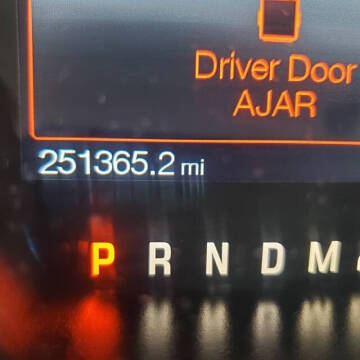 Driver Door
AJAR
251365.2 mi
P R N D M